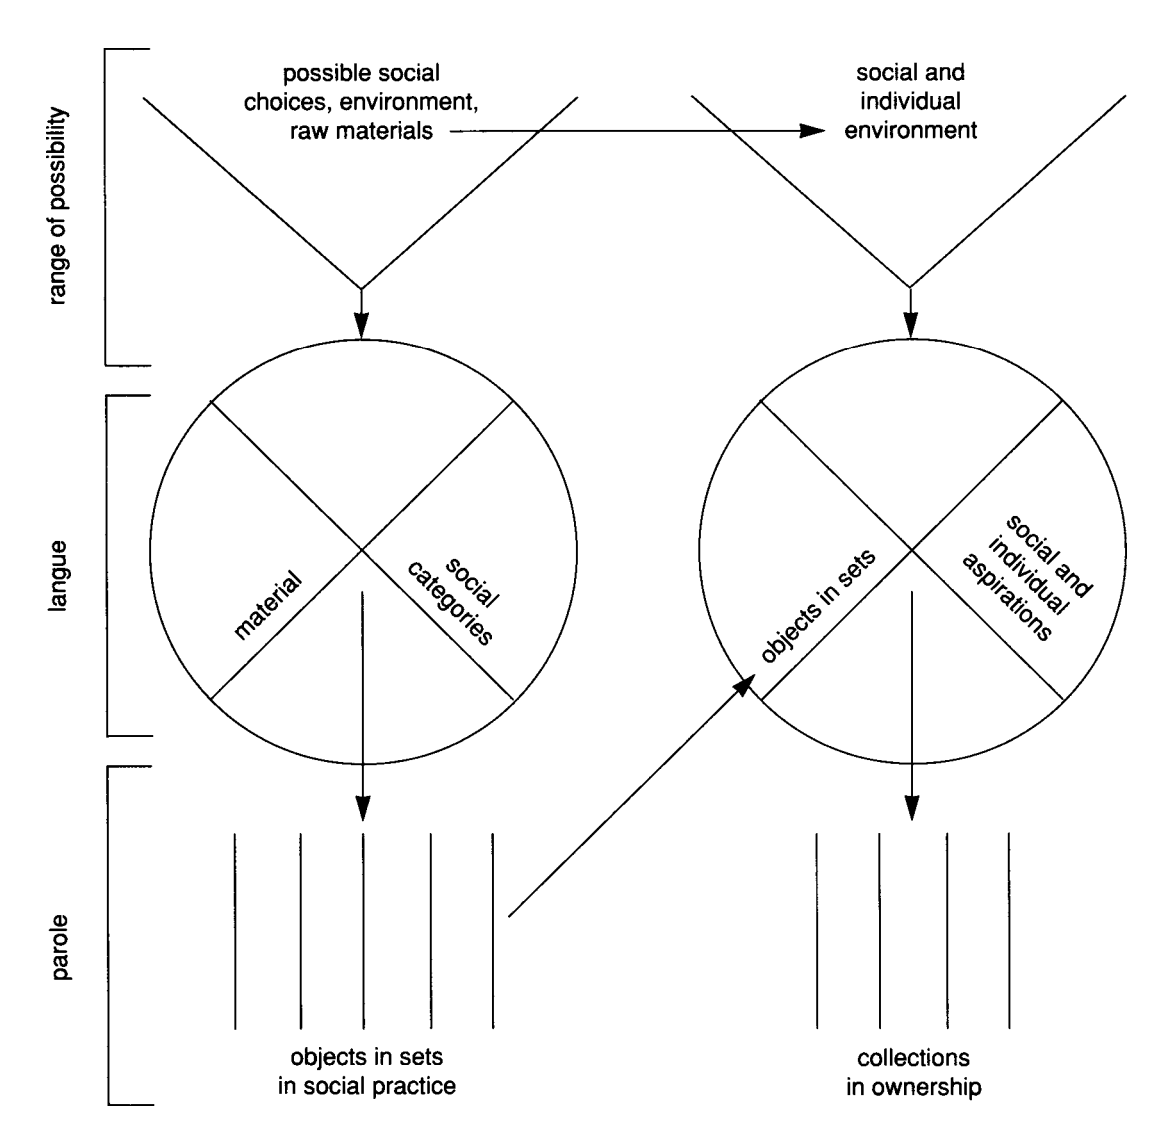 possible social
choices, environment,
raw materials
social and
individual
environment
range of possibility
langue
material
social
categories
objects in sets
social and
individual
aspirations
parole
objects in sets
in social practice
collections
in ownership